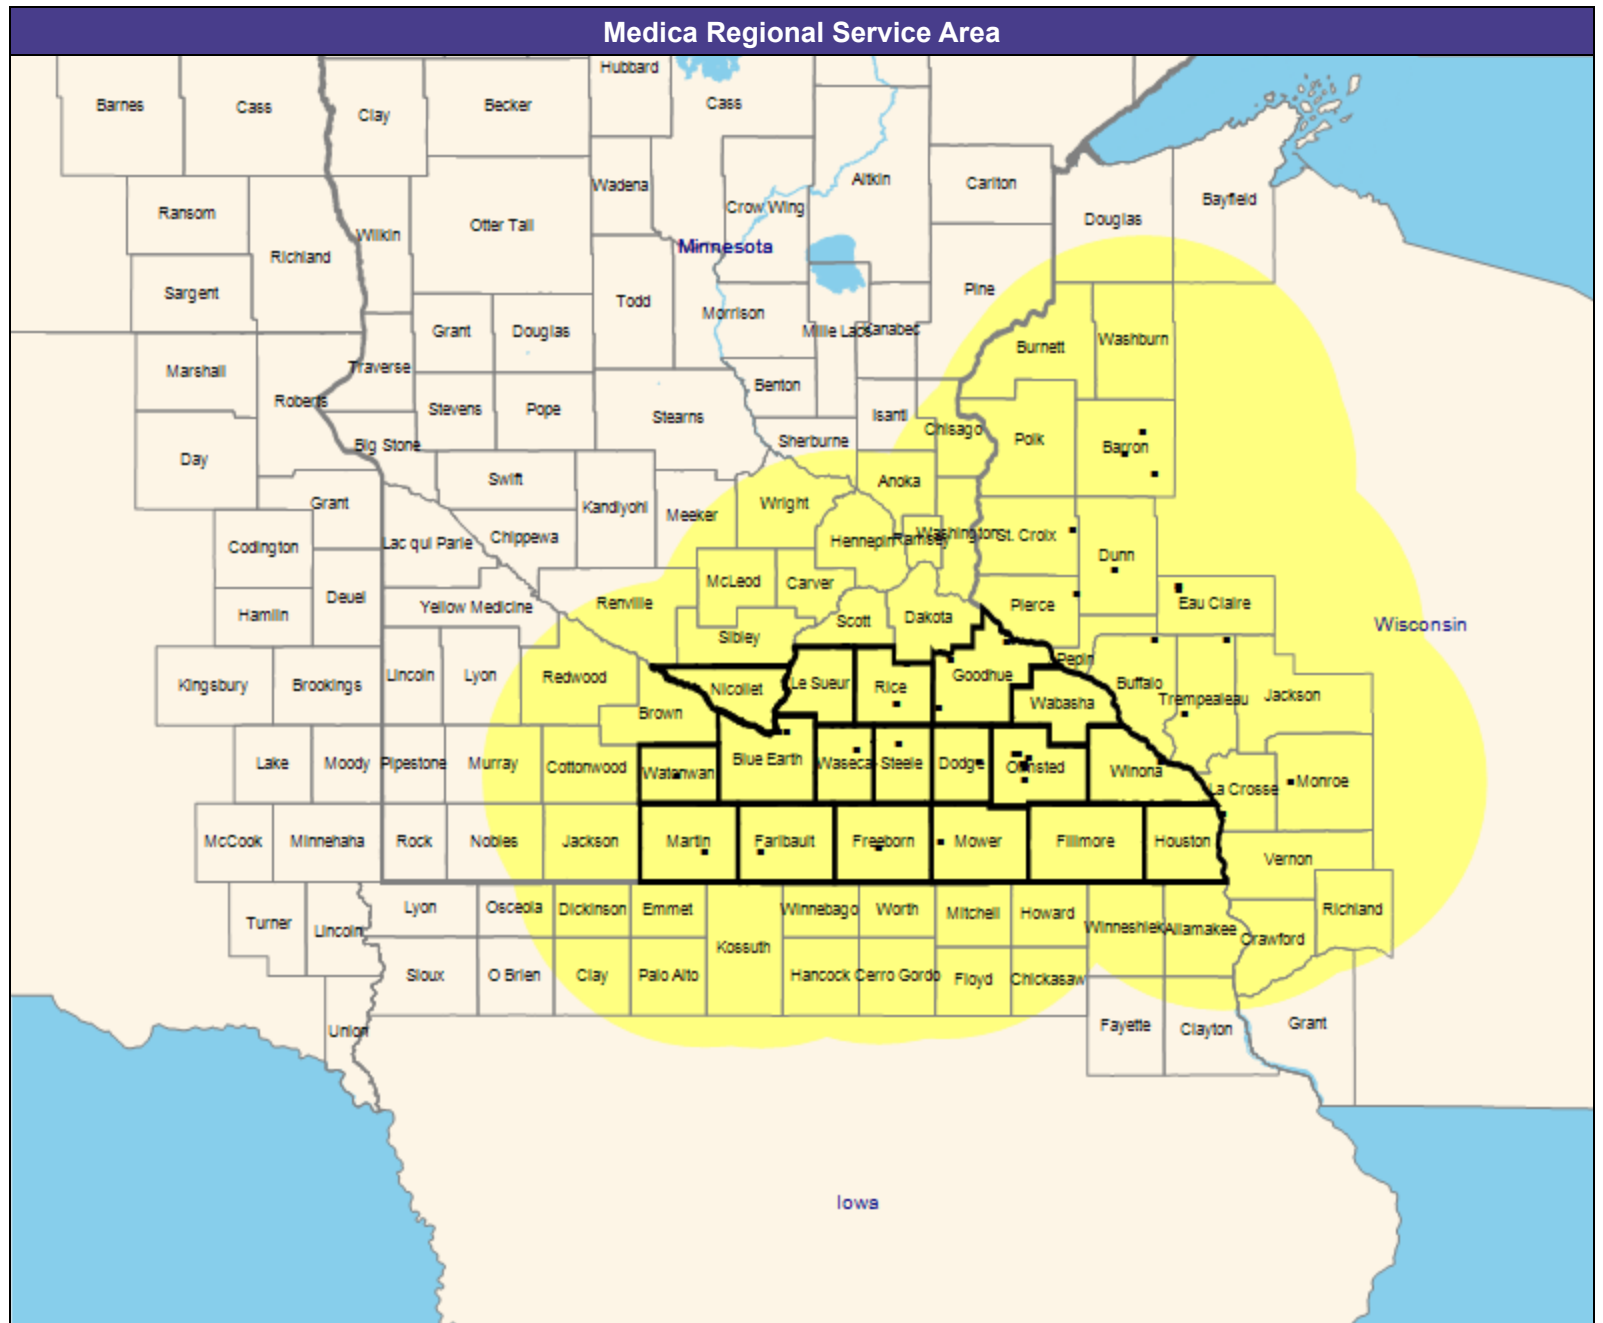 Medica Regional Service Area
Hubbard
Barnes
Cass
Clay
Becker
Cass
Wadena
Aitkin
Carlton
Ransom
Crow Wing
Douglas
Bayfield
Richland
Wilkin
Otter Tail
Minnesota
Sargent
Todd
Morrison
Pine
Grant
Douglas
Mille Lacs
Kanabec
Burnett
Washburn
Marshall
Traverse
Roberts
Stevens
Pope
Stearns
Benton
Isanti
Chisago
Polk
Barron
Big Stone
Sherburne
Day
Swift
Anoka
Grant
Kandiyohi
Meeker
Wright
Codington
Lac qui Parle
Chippewa
Hennepin
Ramsey
Washington
St. Croix
Dunn
Deuel
McLeod
Carver
Hamlin
Yellow Medicine
Renville
Scott
Dakota
Pierce
Eau Claire
Wisconsin
Sibley
Pepin
Kingsbury
Brookings
Lincoln
Lyon
Redwood
Nicollet
Le Sueur
Rice
Goodhue
Wabasha
Buffalo
Trempealeau
Jackson
Brown
Lake
Moody
Pipestone
Murray
Cottonwood
Watonwan
Blue Earth
Waseca
Steele
Dodge
Olmsted
Winona
La Crosse
Monroe
McCook
Minnehaha
Rock
Nobles
Jackson
Martin
Faribault
Freeborn
Mower
Fillmore
Houston
Vernon
Turner
Lincoln
Lyon
Osceola
Dickinson
Emmet
Kossuth
Winnebago
Worth
Mitchell
Howard
Winneshiek
Allamakee
Crawford
Richland
Sioux
O Brien
Clay
Palo Alto
Hancock
Cerro Gordo
Floyd
Chickasaw
Union
Fayette
Clayton
Grant
Iowa